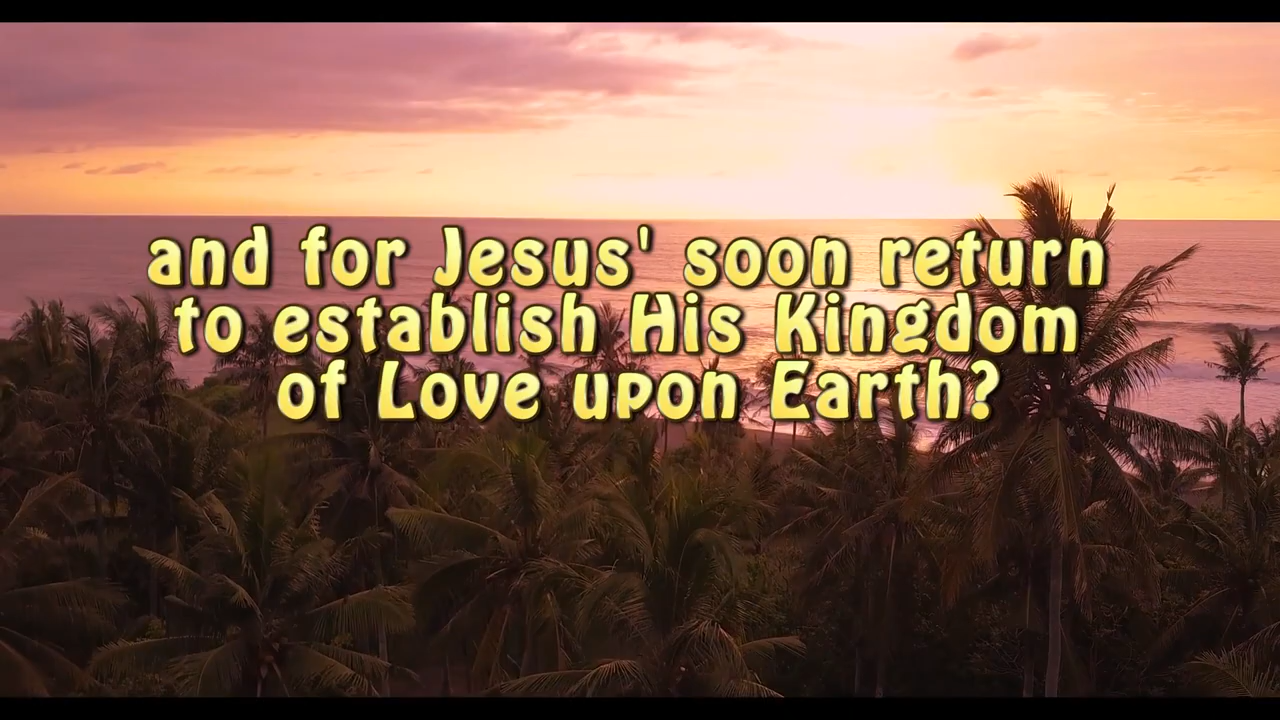 and for Jesus' soon return
to establish His Kingdom
of Love upon Earth?